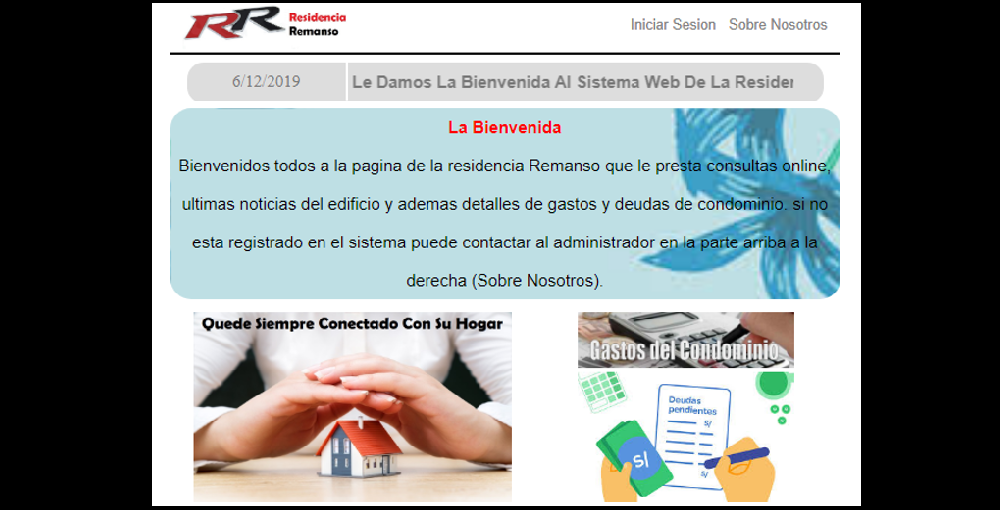 RR Residencia
Remanso
Iniciar Sesion Sobre Nosotros
6/12/2019 Le Damos La Bienvenida Al Sistema Web De La Residen
La Bienvenida
Bienvenidos todos a la pagina de la residencia Remanso que le presta consultas online,
ultimas noticias del edificio y ademas detalles de gastos y deudas de condominio. si no
esta registrado en el sistema puede contactar al administrador en la parte arriba a la
derecha (Sobre Nosotros).
Quede Siempre Conectado Con Su Hogar
Gastos del Condominio
Deudas
pendientes
S/
S/